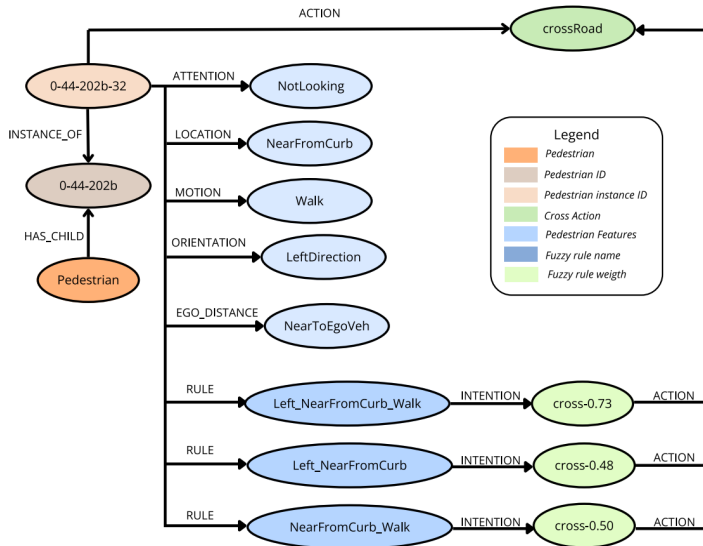 ACTION
crossRoad
0-44-202b-32
ATTENTION
NotLooking
INSTANCE_OF
LOCATION
NearFromCurb
0-44-202b
MOTION
Walk
HAS_CHILD
ORIENTATION
LeftDirection
Pedestrian
EGO_DISTANCE
NearToEgoVeh
Legend
Pedestrian
Pedestrian ID
Pedestrian instance ID
Cross Action
Pedestrian Features
Fuzzy rule name
Fuzzy rule weigth
RULE
Left_NearFromCurb_Walk
INTENTION
cross-0.73
ACTION
RULE
Left_NearFromCurb
INTENTION
cross-0.48
ACTION
RULE
NearFromCurb_Walk
INTENTION
cross-0.50
ACTION